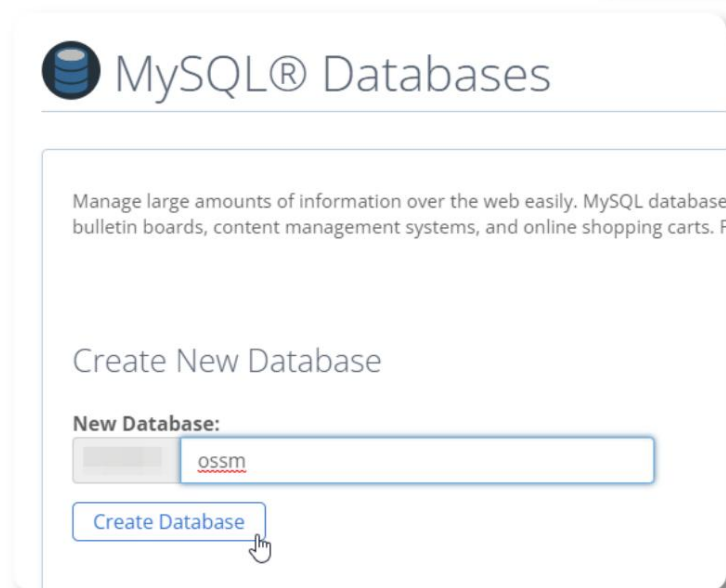 MySQL® Databases
Manage large amounts of information over the web easily. MySQL database
bulletin boards, content management systems, and online shopping carts. F
Create New Database
New Database:
ossm
Create Database